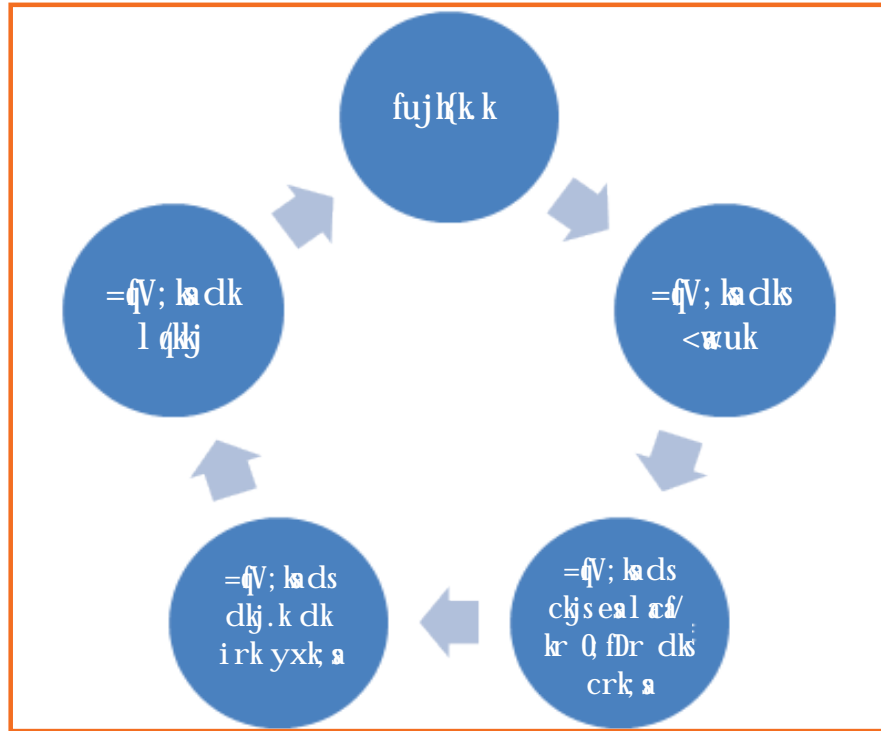 fujh{k.k
=qfV;ksa dks
<wa<uk
=qfV;ksa ds
ckjs esa lacaf/
kr O;fDr dks
crk;sa
=qfV;ksa ds
dkj.k dk
irk yxk;sa
=qfV;ksa dk
lq/kkj